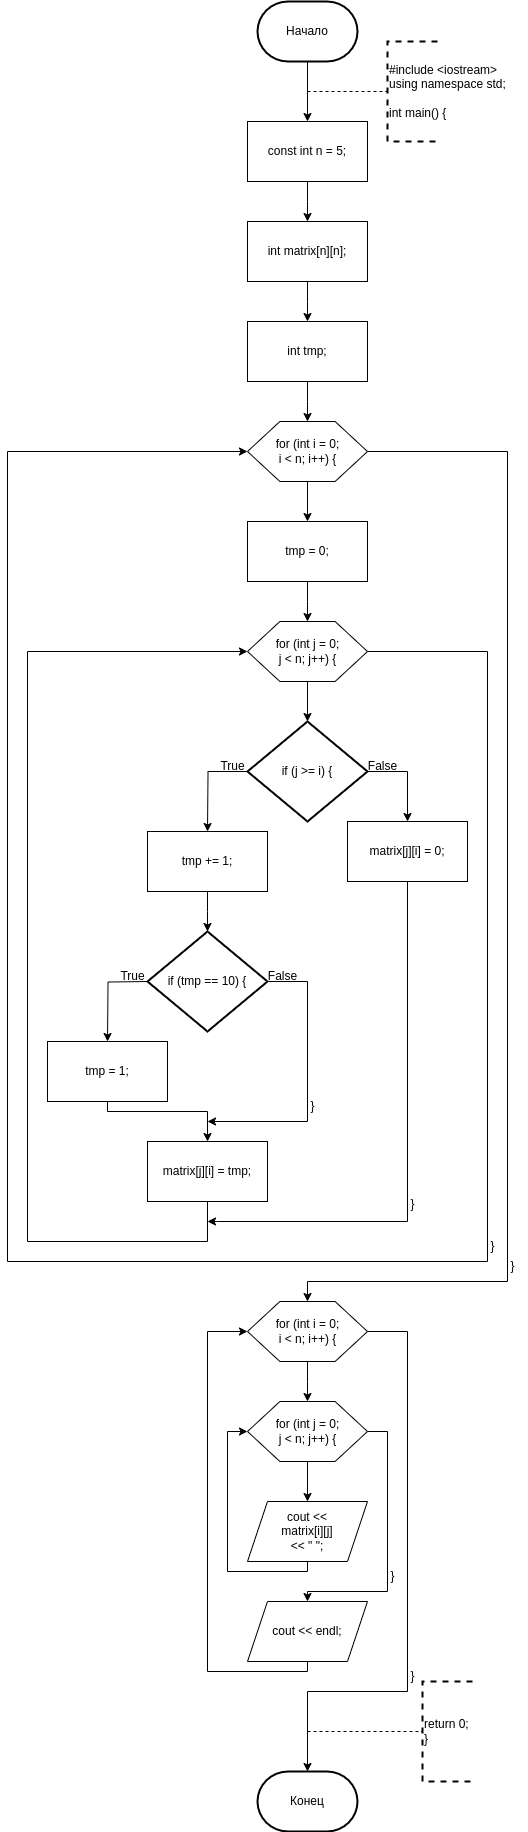 Начало
#include <iostream>
using namespace std;
int main() {
const int n = 5;
int matrix[n][n];
int tmp;
for (int i = 0;
i < n; i++) {
tmp = 0;
for (int j = 0;
j < n; j++) {
if (j >= i) {
True
False
tmp += 1;
matrix[j][i] = 0;
if (tmp == 10) {
True
False
tmp = 1;
}
matrix[j][i] = tmp;
}
}
}
for (int i = 0;
i < n; i++) {
for (int j = 0;
j < n; j++) {
cout <<
matrix[i][j]
<< " ";
}
cout << endl;
}
return 0;
}
Конец